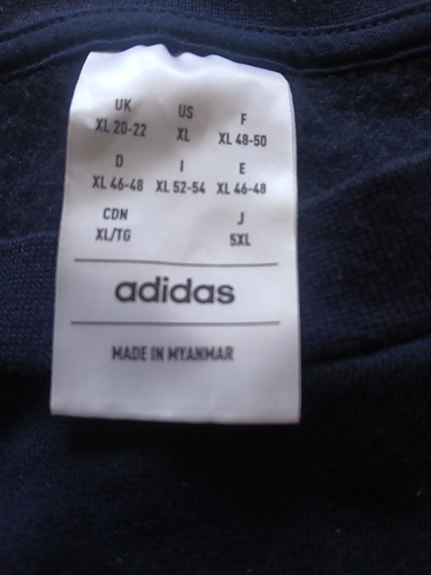 UK US F
XL 20-22 XL XL 48-50
D I E
XL 46-48 XL 52-54 XL 46-48
CDN J
XL/TG 5XL
adidas
MADE IN MYANMAR